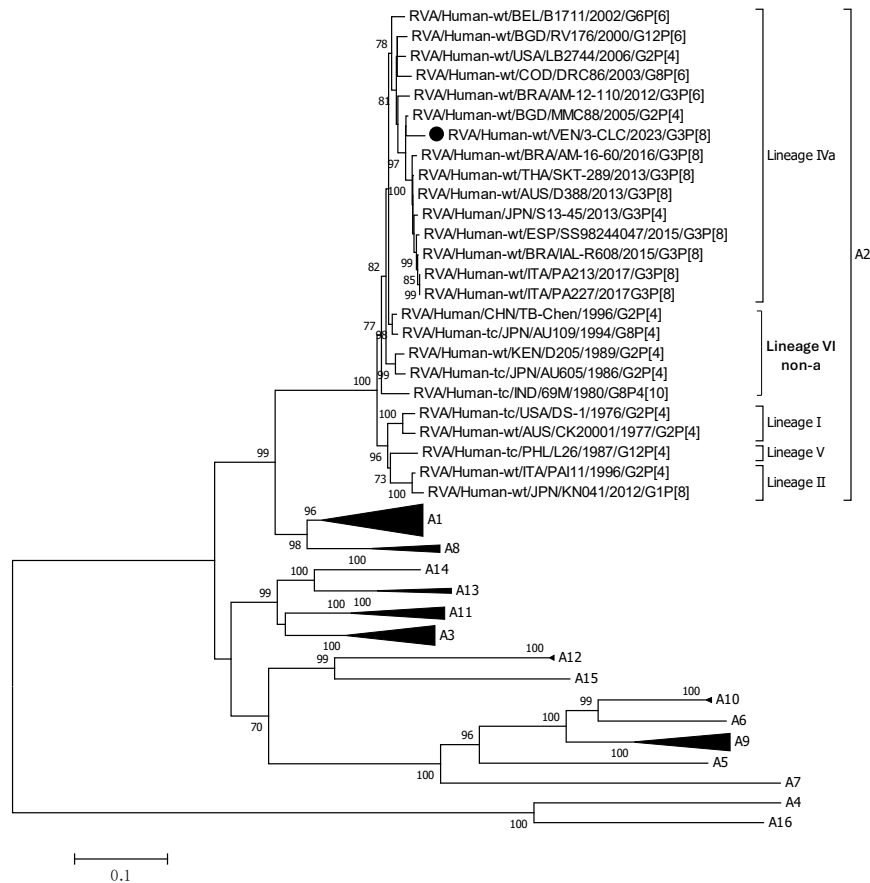 RVA/Human-wt/BEL/B1711/2002/G6P[6]
78
RVA/Human-wt/BGD/RV176/2000/G12P[6]
RVA/Human-wt/USA/LB2744/2006/G2P[4]
RVA/Human-wt/COD/DRC86/2003/G8P[6]
81
RVA/Human-wt/BRA/AM-12-110/2012/G3P[6]
RVA/Human-wt/BGD/MMC88/2005/G2P[4]
RVA/Human-wt/VEN/3-CLC/2023/G3P[8]
97
RVA/Human-wt/BRA/AM-16-60/2016/G3P[8]
Lineage IVa
RVA/Human-wt/THA/SKT-289/2013/G3P[8]
100
RVA/Human-wt/AUS/D388/2013/G3P[8]
RVA/Human/JPN/S13-45/2013/G3P[4]
RVA/Human-wt/ESP/SS98244047/2015/G3P[8]
RVA/Human-wt/BRA/IAL-R608/2015/G3P[8]
A2
99
82
RVA/Human-wt/ITA/PA213/2017/G3P[8]
85
RVA/Human-wt/ITA/PA227/2017G3P[8]
99
RVA/Human/CHN/TB-Chen/1996/G2P[4]
77
98
RVA/Human-tc/JPN/AU109/1994/G8P[4]
RVA/Human-wt/KEN/D205/1989/G2P[4]
Lineage VI
non-a
99
RVA/Human-tc/JPN/AU605/1986/G2P[4]
100
RVA/Human-tc/IND/69M/1980/G8P4[10]
100
RVA/Human-tc/USA/DS-1/1976/G2P[4]
Lineage I
RVA/Human-wt/AUS/CK20001/1977/G2P[4]
99
96
RVA/Human-tc/PHL/L26/1987/G12P[4]
Lineage V
73
RVA/Human-wt/ITA/PAI11/1996/G2P[4]
Lineage II
100
RVA/Human-wt/JPN/KN041/2012/G1P[8]
96
A1
98
A8
100
A14
100
99
A13
100
100
A11
A3
100
100
A12
99
A15
100
A10
99
A6
100
70
96
A9
100
A5
100
A7
A4
100
A16
0.1